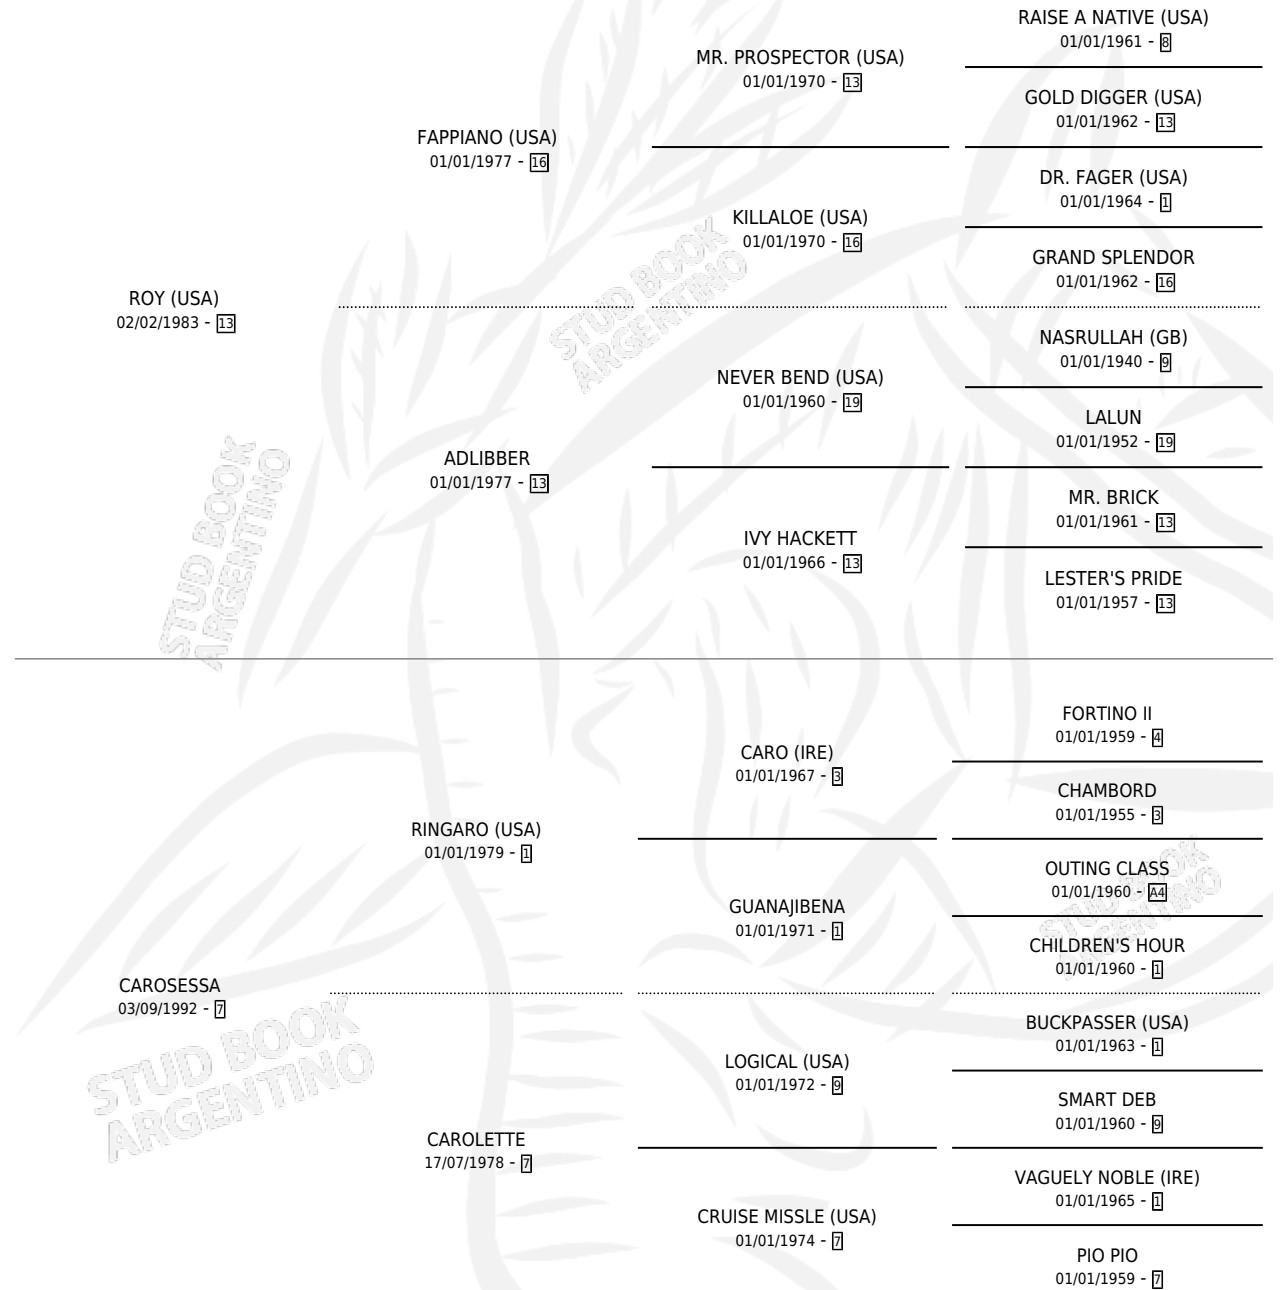 RAISE A NATIVE (USA)
01/01/1961 - 8
MR. PROSPECTOR (USA)
01/01/1970 - 13
GOLD DIGGER (USA)
01/01/1962 - 13
FAPPIANO (USA)
01/01/1977 - 16
DR. FAGER (USA)
01/01/1964 - 1
KILLALOE (USA)
01/01/1970 - 16
GRAND SPLENDOR
01/01/1962 - 16
ROY (USA)
02/02/1983 - 13
NASRULLAH (GB)
01/01/1940 - 9
NEVER BEND (USA)
01/01/1960 - 19
LALUN
01/01/1952 - 19
ADLIBBER
01/01/1977 - 13
MR. BRICK
01/01/1961 - 13
IVY HACKETT
01/01/1966 - 13
LESTER'S PRIDE
01/01/1957 - 13
FORTINO II
01/01/1959 - 4
CARO (IRE)
01/01/1967 - 3
CHAMBORD
01/01/1955 - 3
RINGARO (USA)
01/01/1979 - 1
OUTING CLASS
01/01/1960 - A4
GUANAJIBENA
01/01/1971 - 1
CHILDREN'S HOUR
01/01/1960 - 1
CAROSESSA
03/09/1992 - 7
BUCKPASSER (USA)
01/01/1963 - 1
LOGICAL (USA)
01/01/1972 - 9
SMART DEB
01/01/1960 - 9
CAROLETTE
17/07/1978 - 7
VAGUELY NOBLE (IRE)
01/01/1965 - 1
CRUISE MISSLE (USA)
01/01/1974 - 7
PIO PIO
01/01/1959 - 7
STUD BOOK
ARGENTINO
STUD BOOK
ARGENTINO
STUD BOOK
ARGENTINO
STUD BOOK
ARGENTINO